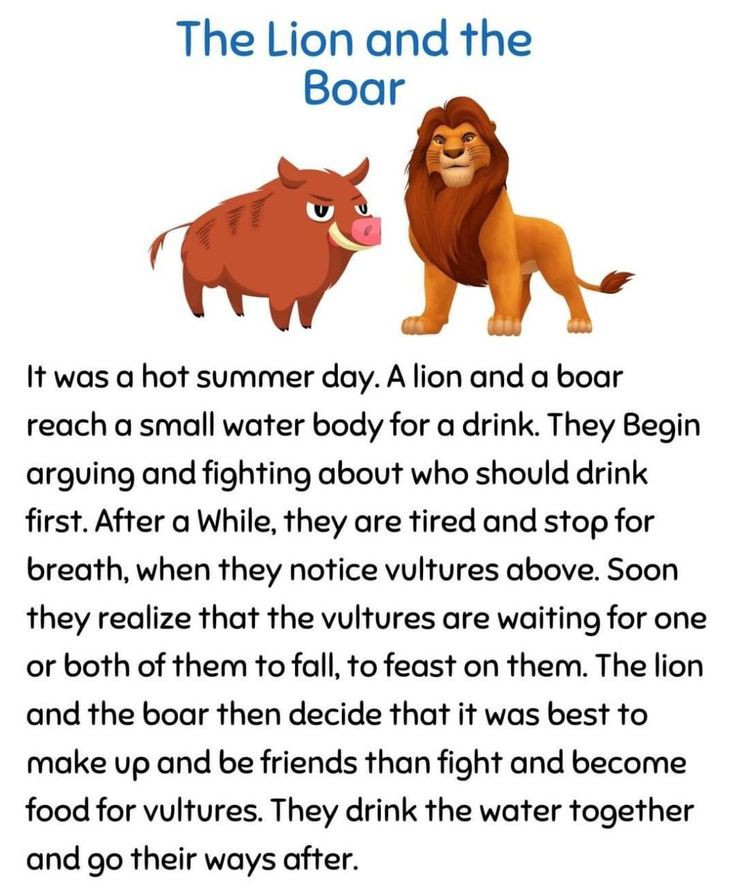 The Lion and the
Boar
It was a hot summer day. A lion and a boar
reach a small water body for a drink. They Begin
arguing and fighting about who should drink
first. After a While, they are tired and stop for
breath, when they notice vultures above. Soon
they realize that the vultures are waiting for one
or both of them to fall, to feast on them. The lion
and the boar then decide that it was best to
make up and be friends than fight and become
food for vultures. They drink the water together
and go their ways after.